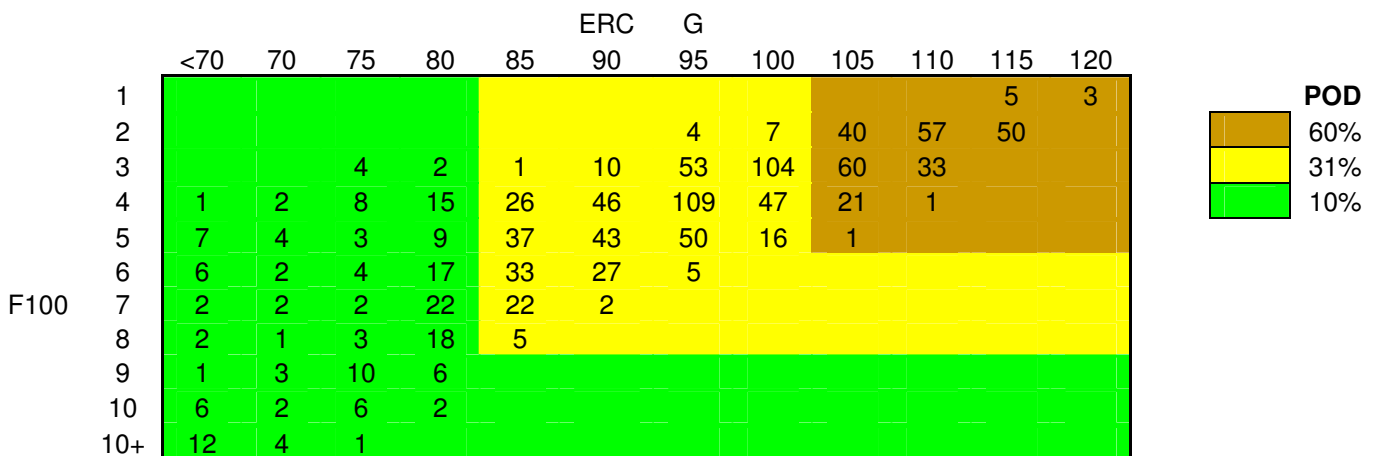 ERC G
<70 70 75 80 85 90 95 100 105 110 115 120
1 5 3 POD
2 4 7 40 57 50 60%
3 4 2 1 10 53 104 60 33 31%
4 1 2 8 15 26 46 109 47 21 1 10%
5 7 4 3 9 37 43 50 16 1
6 6 2 4 17 33 27 5
F100 7 2 2 2 22 22 2
8 2 1 3 18 5
9 1 3 10 6
10 6 2 6 2
10+ 12 4 1